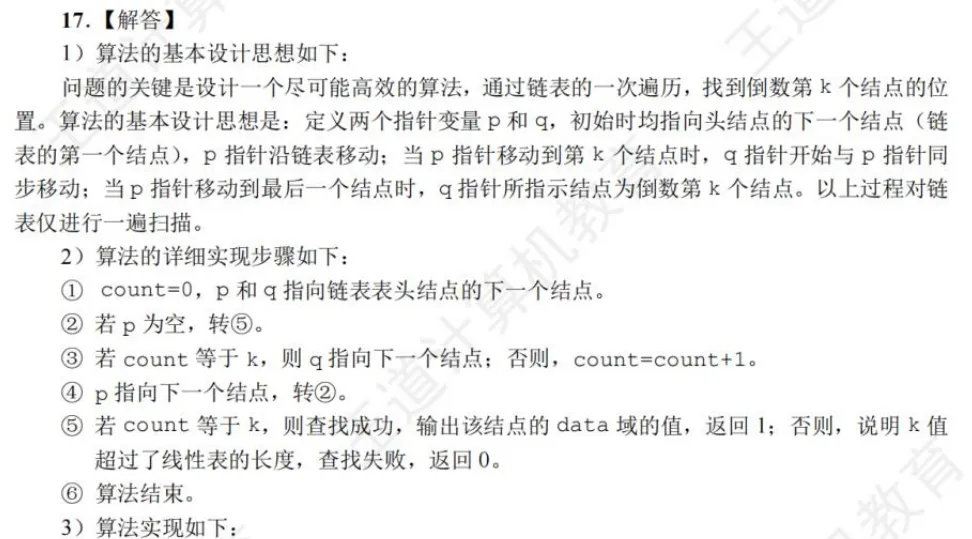 17.【解答】
1）算法的基本设计思想如下：
问题的关键是设计一个尽可能高效的算法，通过链表的一次遍历，找到倒数第 k 个结点的位
置。算法的基本设计思想是：定义两个指针变量 p 和 q，初始时均指向头结点的下一个结点（链
表的第一个结点），p 指针沿链表移动；当 p 指针移动到第 k 个结点时，q 指针开始与 p 指针同
步移动；当 p 指针移动到最后一个结点时，q 指针所指示结点为倒数第 k 个结点。以上过程对链
表仅进行一遍扫描。
2）算法的详细实现步骤如下：
① count=0，p 和 q 指向链表表头结点的下一个结点。
② 若 p 为空，转⑤。
③ 若 count 等于 k，则 q 指向下一个结点；否则，count=count+1。
④ p 指向下一个结点，转②。
⑤ 若 count 等于 k，则查找成功，输出该结点的 data 域的值，返回 1；否则，说明 k 值
超过了线性表的长度，查找失败，返回 0。
⑥ 算法结束。
3）算法实现如下：
王道计算机教育